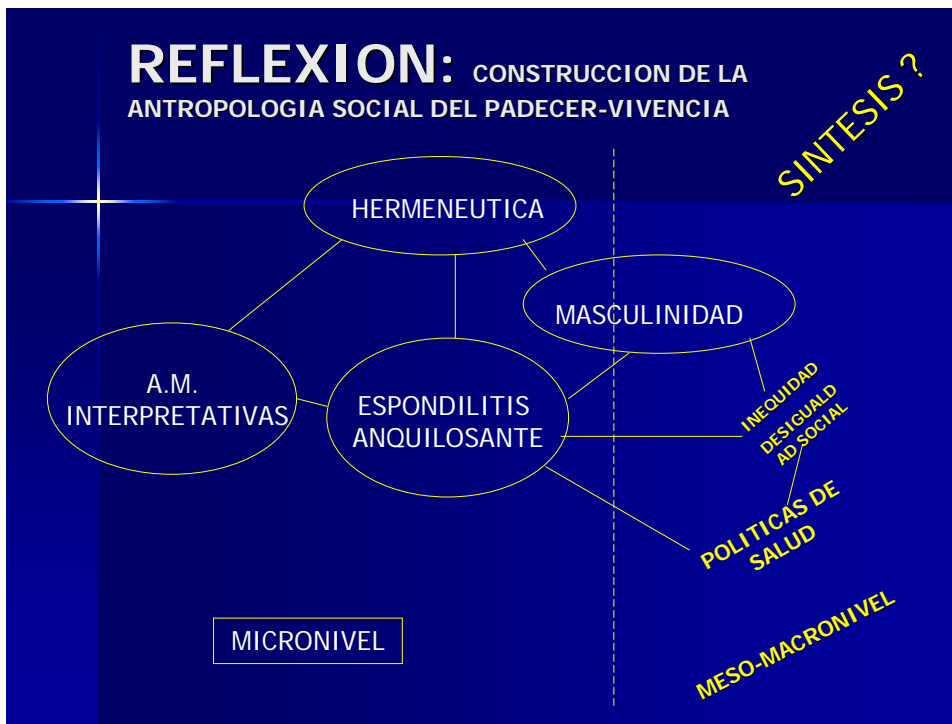 REFLEXION: CONSTRUCCION DE LA
ANTROPOLOGIA SOCIAL DEL PADECER-VIVENCIA
SINTESIS ?
HERMENEUTICA
MASCULINIDAD
A.M.
INTERPRETATIVAS
ESPONDILITIS
ANQUILOSANTE
INEQUIDAD
DESIGUALD
AD SOCIAL
POLITICAS DE
SALUD
MICRONIVEL
MESO-MACRONIVEL